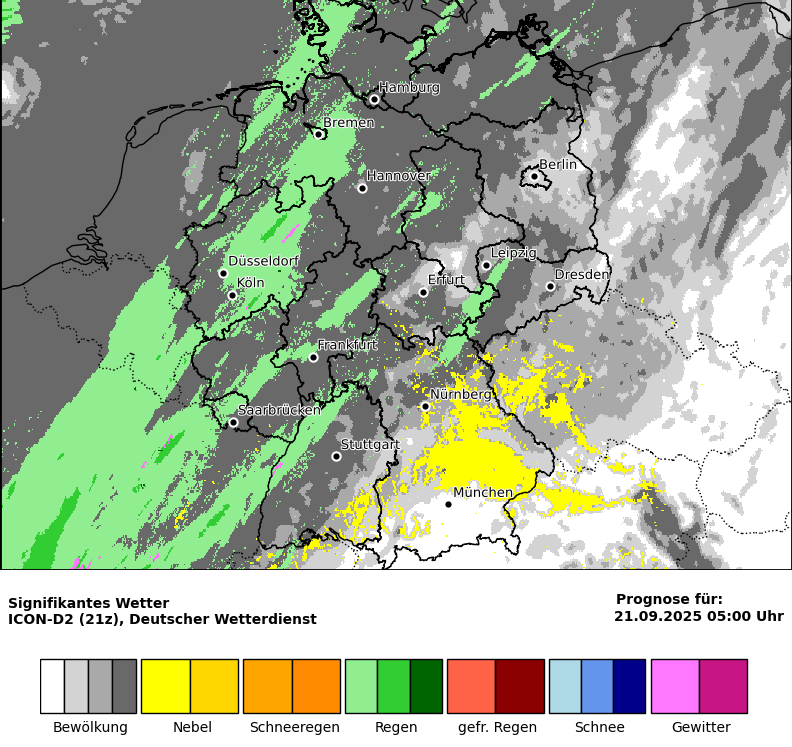 Hamburg
Bremen
Hannover
Berlin
Düsseldorf
Köln
Leipzig
Erfurt
Dresden
Frankfurt
Nürnberg
Saarbrücken
Stuttgart
München
Signifikantes Wetter
ICON-D2 (21z), Deutscher Wetterdienst
Prognose für:
21.09.2025 05:00 Uhr
Bewölkung
Nebel
Schneeregen
Regen
gefr. Regen
Schnee
Gewitter